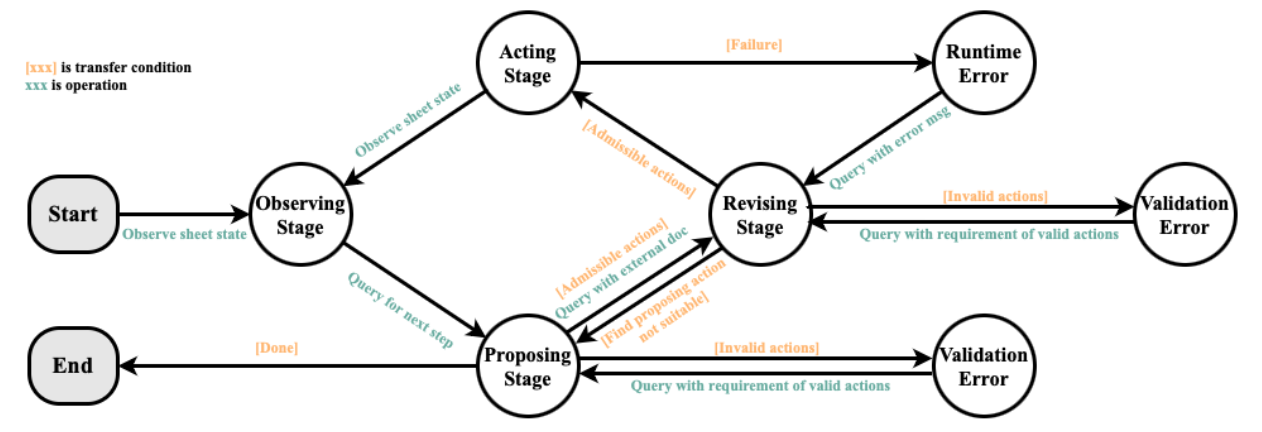 [xxx] is transfer condition
xxx is operation
Acting
Stage
[Failure]
Runtime
Error
Observe sheet state
[Admissible actions]
Query with error msg
Start
Observe sheet state
Observing
Stage
Revising
Stage
[Invalid actions]
Query with requirement of valid actions
Validation
Error
Query for next step
[Admissible actions]
Query with external doc
[Find proposing action
not suitable]
End
[Done]
Proposing
Stage
[Invalid actions]
Query with requirement of valid actions
Validation
Error